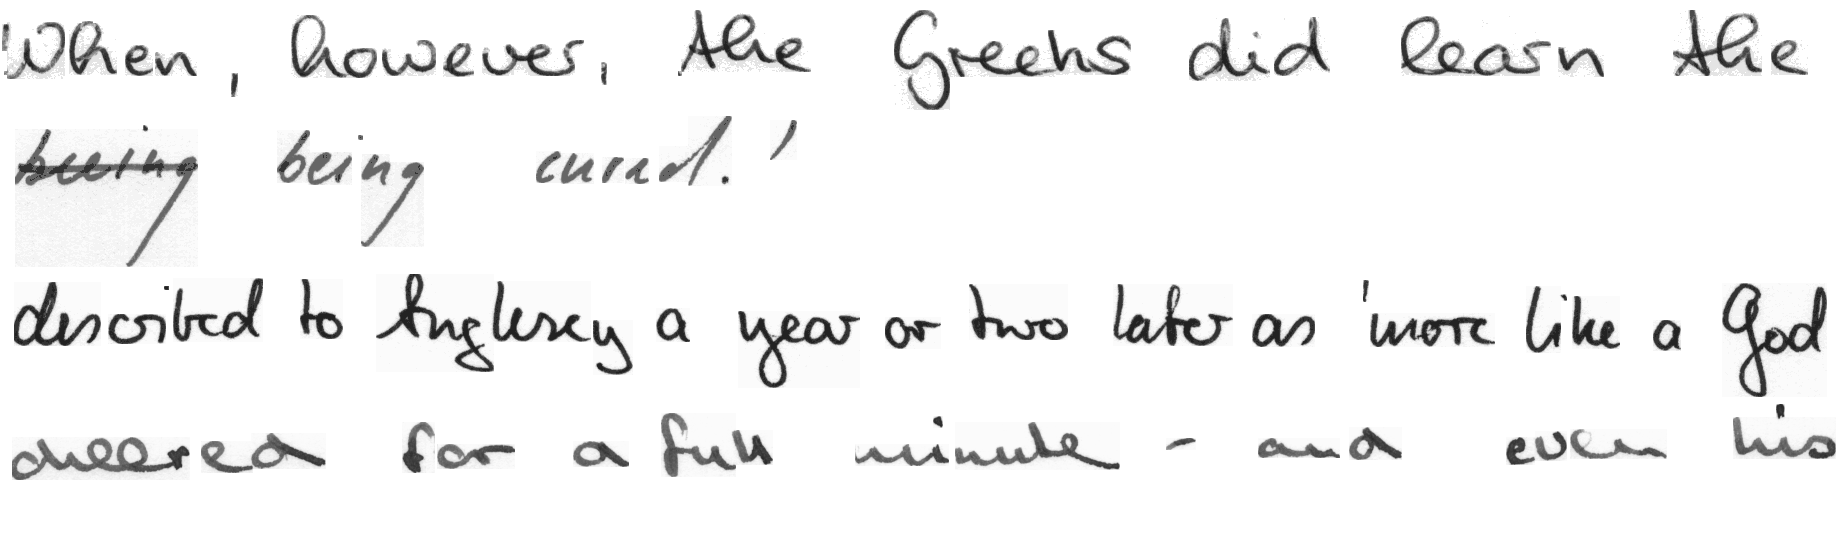 'When, however, the Greeks did learn the
being being cured.'
described to Anglesey a year or two later as 'more like a God
cheered for a full minute - and even his